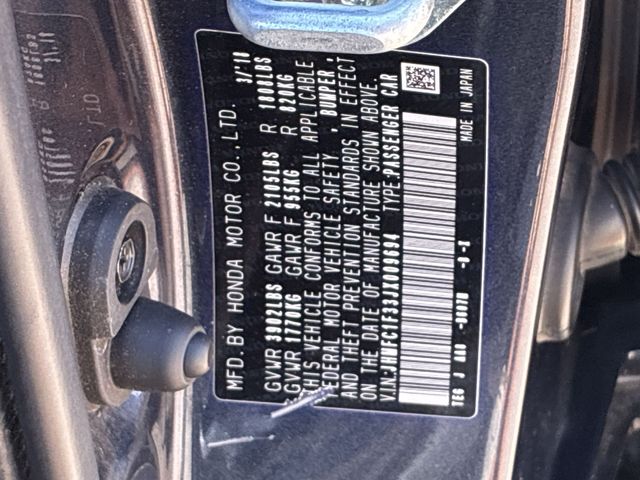 MFD.BY HONDA MOTOR CO.,LTD. 3/'18
GVWR 3902LBS GAWR F 2105LBS R 1808LBS
GVWR 1770KG GAWR F 955KG R 820KG
THIS VEHICLE CONFORMS TO ALL APPLICABLE
FEDERAL MOTOR VEHICLE SAFETY, BUMPER,
AND THEFT PREVENTION STANDARDS IN EFFECT
ON THE DATE OF MANUFACTURE SHOWN ABOVE.
V.I.N.: TYPE:PASSENGER CAR
TEG J
MADE IN JAPAN